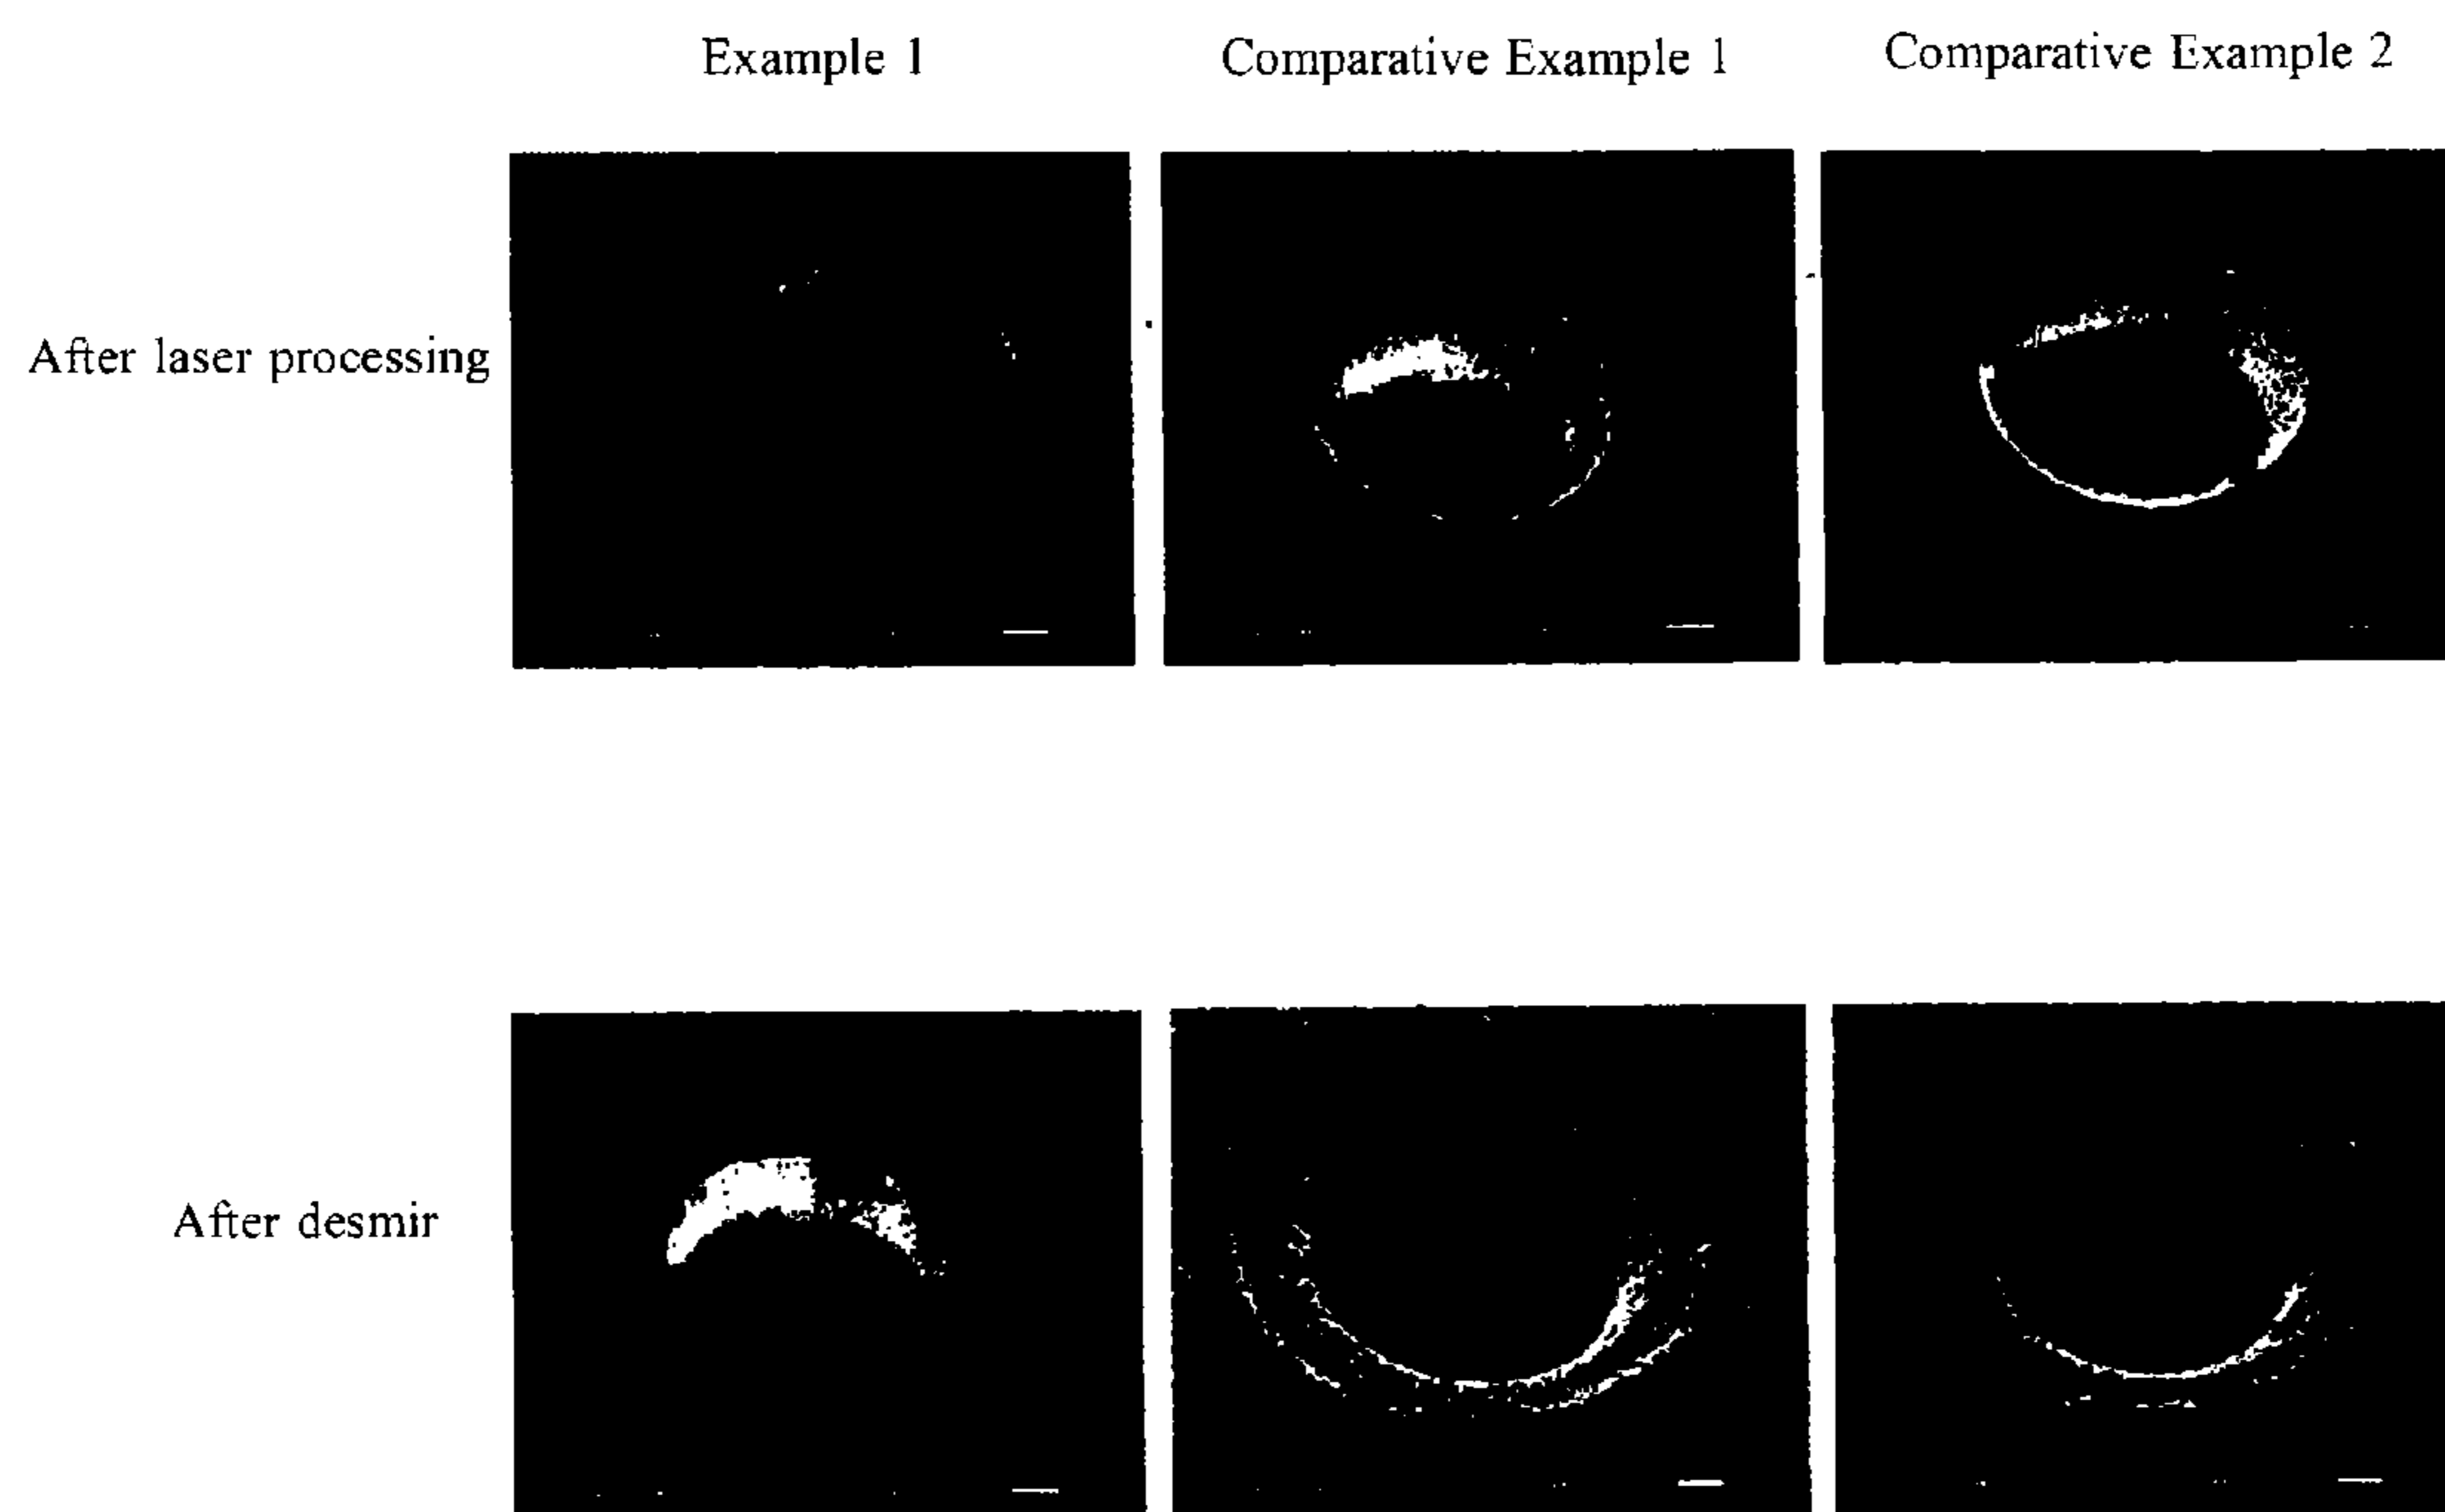 Example 1
Comparative Example 1
Comparative Example 2
After laser processing
After desmir